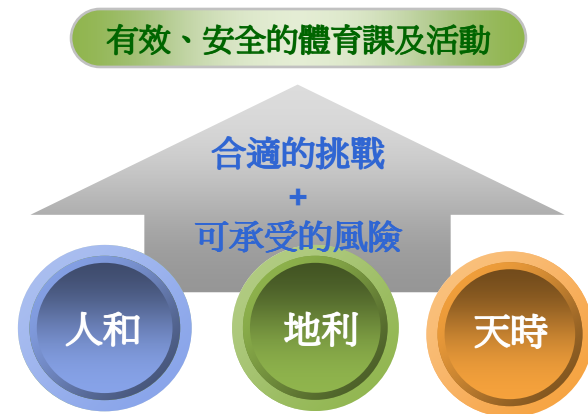 有效、安全的體育課及活動
合適的挑戰
+
可承受的風險
人和
地利
天時